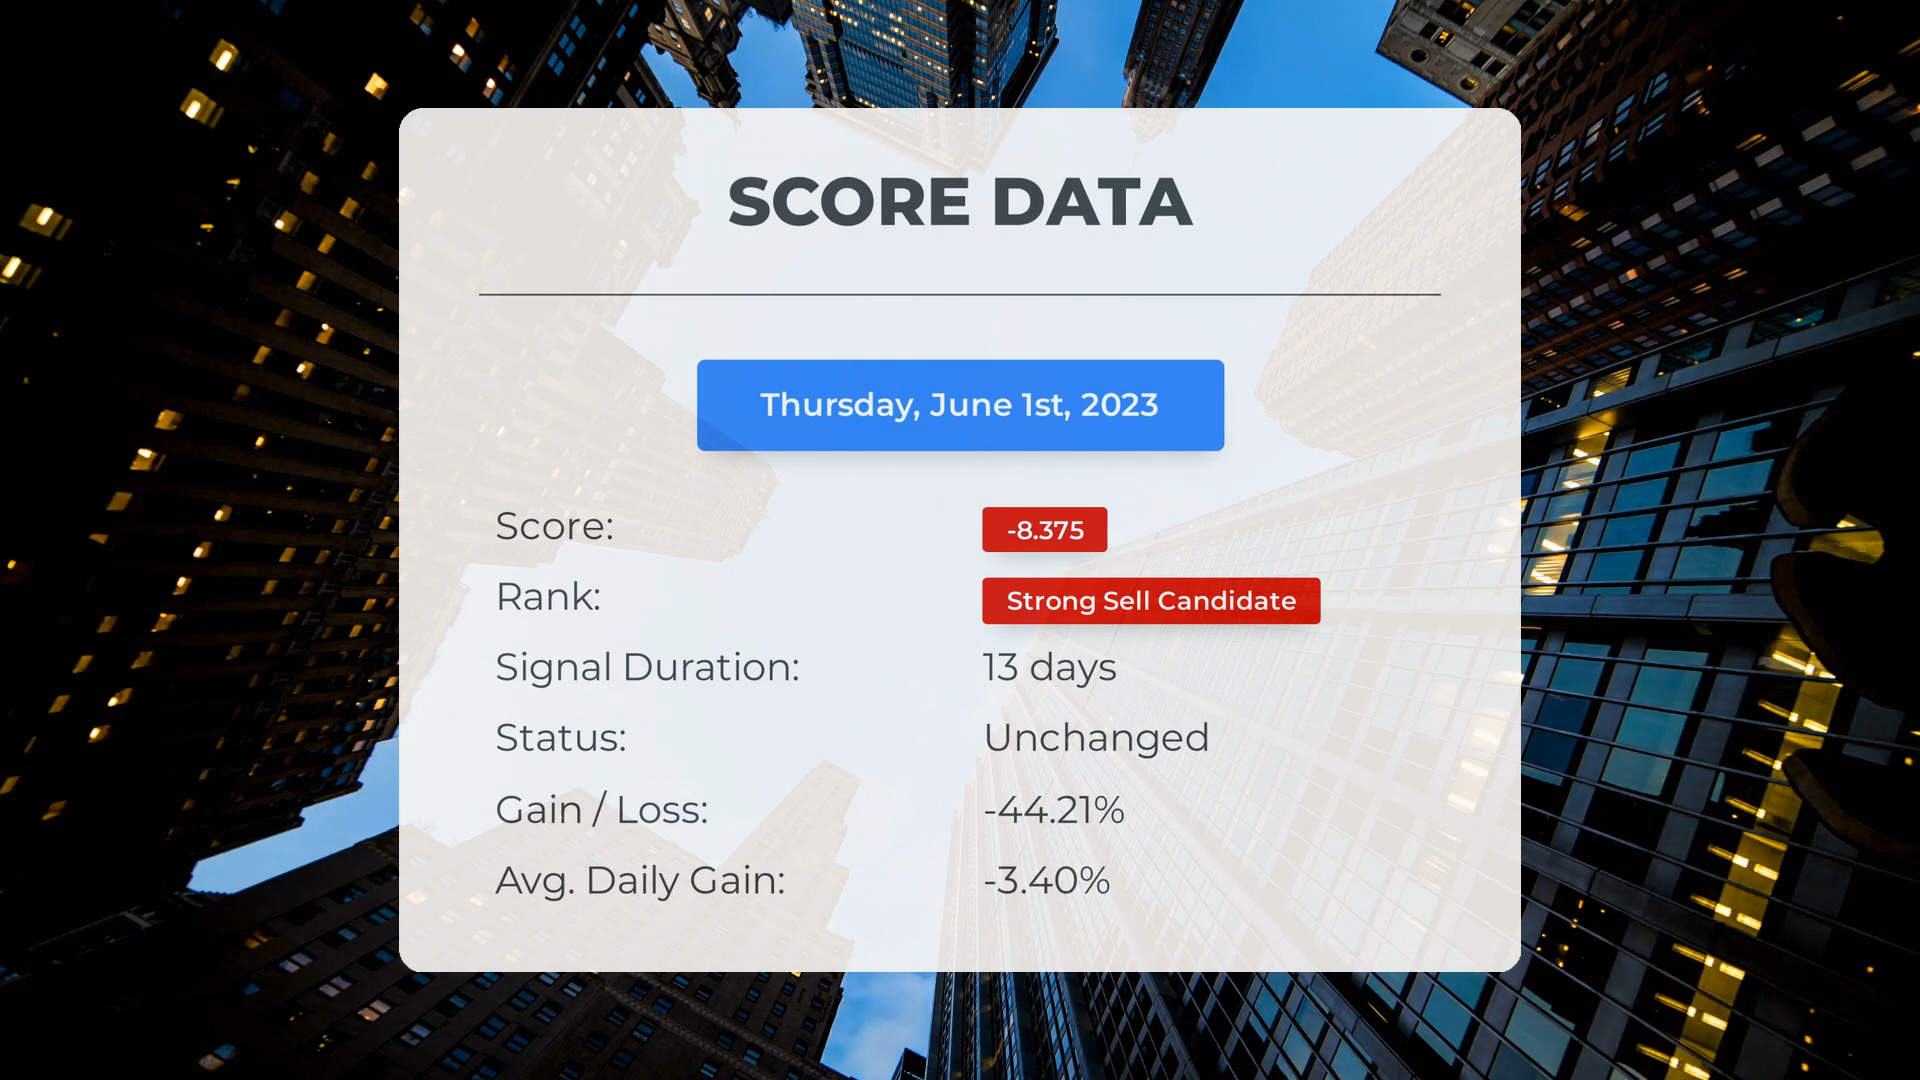 SCORE DATA
Thursday, June 1st, 2023
Score: -8.375
Rank: Strong Sell Candidate
Signal Duration: 13 days
Status: Unchanged
Gain / Loss: -44.21%
Avg. Daily Gain: -3.40%